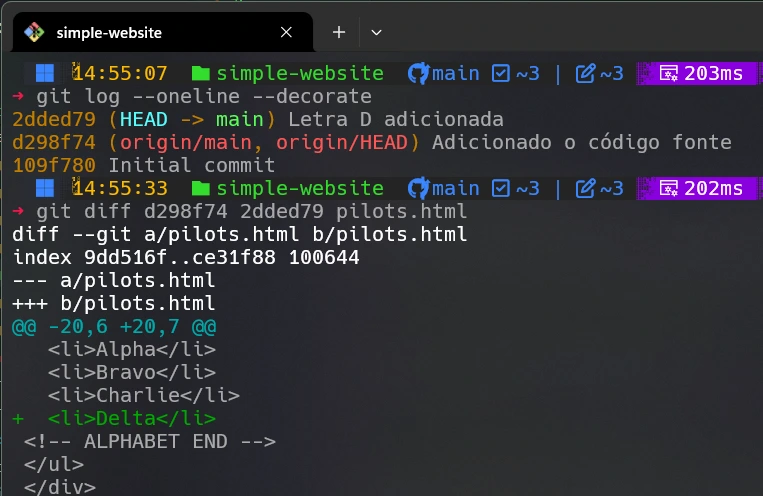 simple-website
14:55:07 simple-website main ~3 | ~3 203ms
→ git log --oneline --decorate
2dded79 (HEAD -> main) Letra D adicionada
d298f74 (origin/main, origin/HEAD) Adicionado o código fonte
109f780 Initial commit
14:55:33 simple-website main ~3 | ~3 202ms
→ git diff d298f74 2dded79 pilots.html
diff --git a/pilots.html b/pilots.html
index 9dd516f..ce31f88 100644
--- a/pilots.html
+++ b/pilots.html
@@ -20,6 +20,7 @@
   <li>Alpha</li>
   <li>Bravo</li>
   <li>Charlie</li>
+  <li>Delta</li>
 <!-- ALPHABET END -->
 </ul>
 </div>